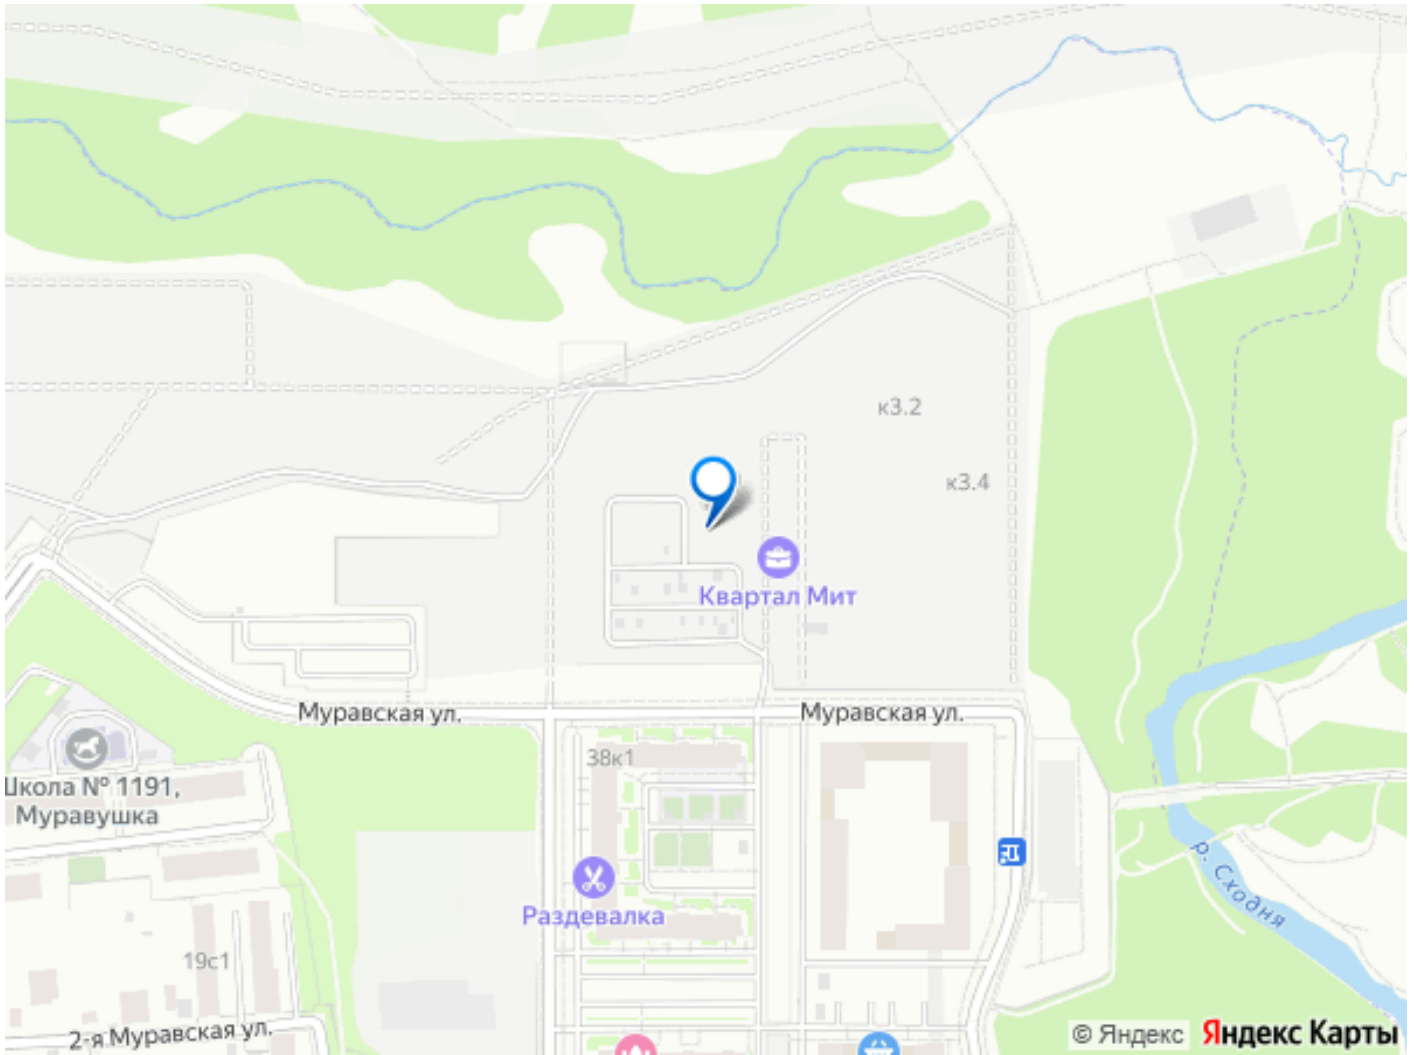 к3.2
к3.4
Квартал Мит
Муравская ул.
Муравская ул.
38к1
Школа № 1191,
Муравушка
р. Сходня
Раздевалка
19с1
2-я Муравская ул.
© Яндекс Яндекс Карты